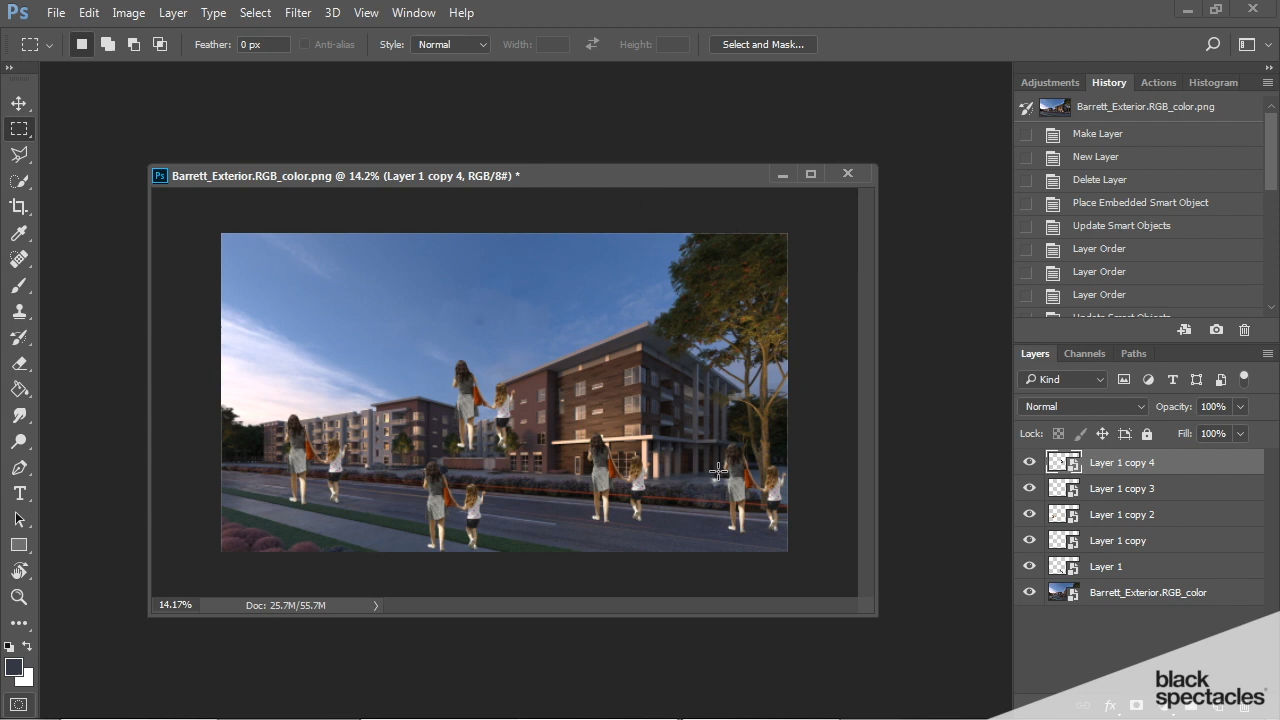 Ps File Edit Image Layer Type Select Filter 3D View Window Help
Feather: 0 px Anti-alias Style: Normal Width: Height: Select and Mask...
Adjustments History Actions Histogram
Barrett_Exterior.RGB_color.png
Make Layer
New Layer
Delete Layer
Place Embedded Smart Object
Update Smart Objects
Layer Order
Layer Order
Layer Order
Update Smart Objects
Ps Barrett_Exterior.RGB_color.png @ 14.2% (Layer 1 copy 4, RGB/8#) *
14.17% Doc: 25.7M/55.7M
Layers Channels Paths
Kind
Normal Opacity: 100%
Lock: Fill: 100%
Layer 1 copy 4
Layer 1 copy 3
Layer 1 copy 2
Layer 1 copy
Layer 1
Barrett_Exterior.RGB_color
fx
black
spectacles